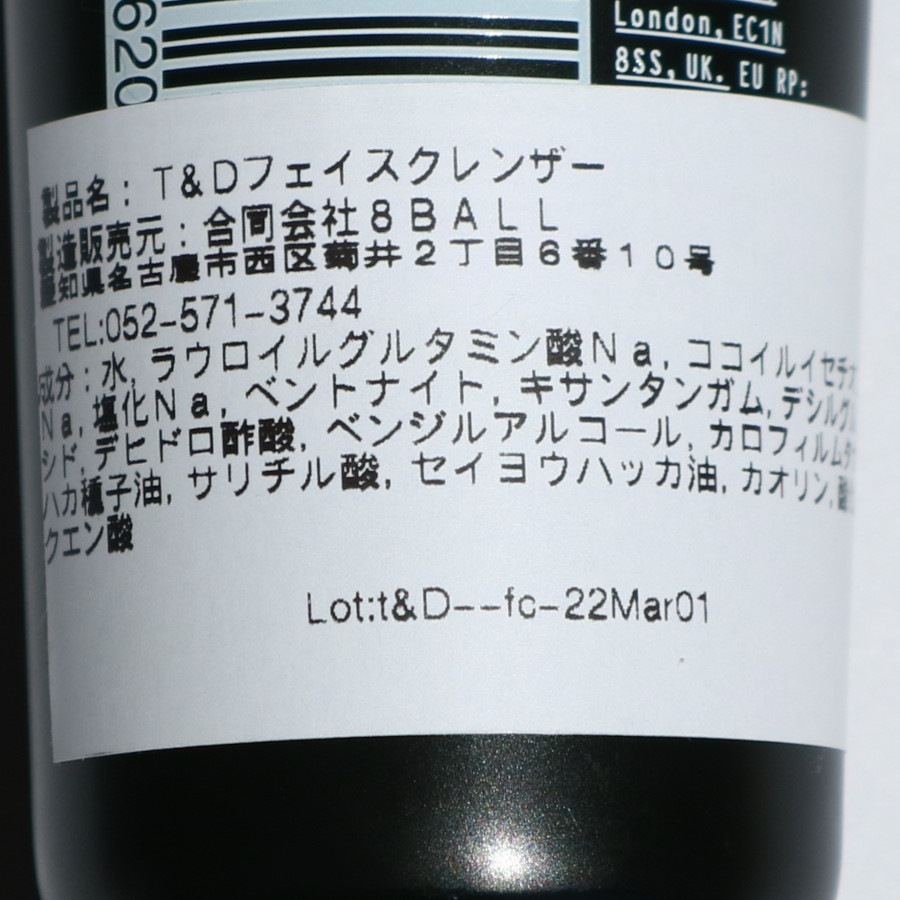 620
London, EC1N
8SS, UK. EU RP:
製品名: T&Dフェイスクレンザー
製造販売元:合同会社8BALL
愛知県名古屋市西区菊井2丁目6番10号
TEL:052-571-3744
成分:水, ラウロイルグルタミン酸Na, ココイルイセチオ
Na, 塩化Na, ベントナイト, キサンタンガム, デシルグル
シド, デヒドロ酢酸, ベンジルアルコール, カロフィルムタ
ハカ種子油, サリチル酸, セイヨウハッカ油, カオリン, 酸
クエン酸
Lot:t&D--fc-22Mar01